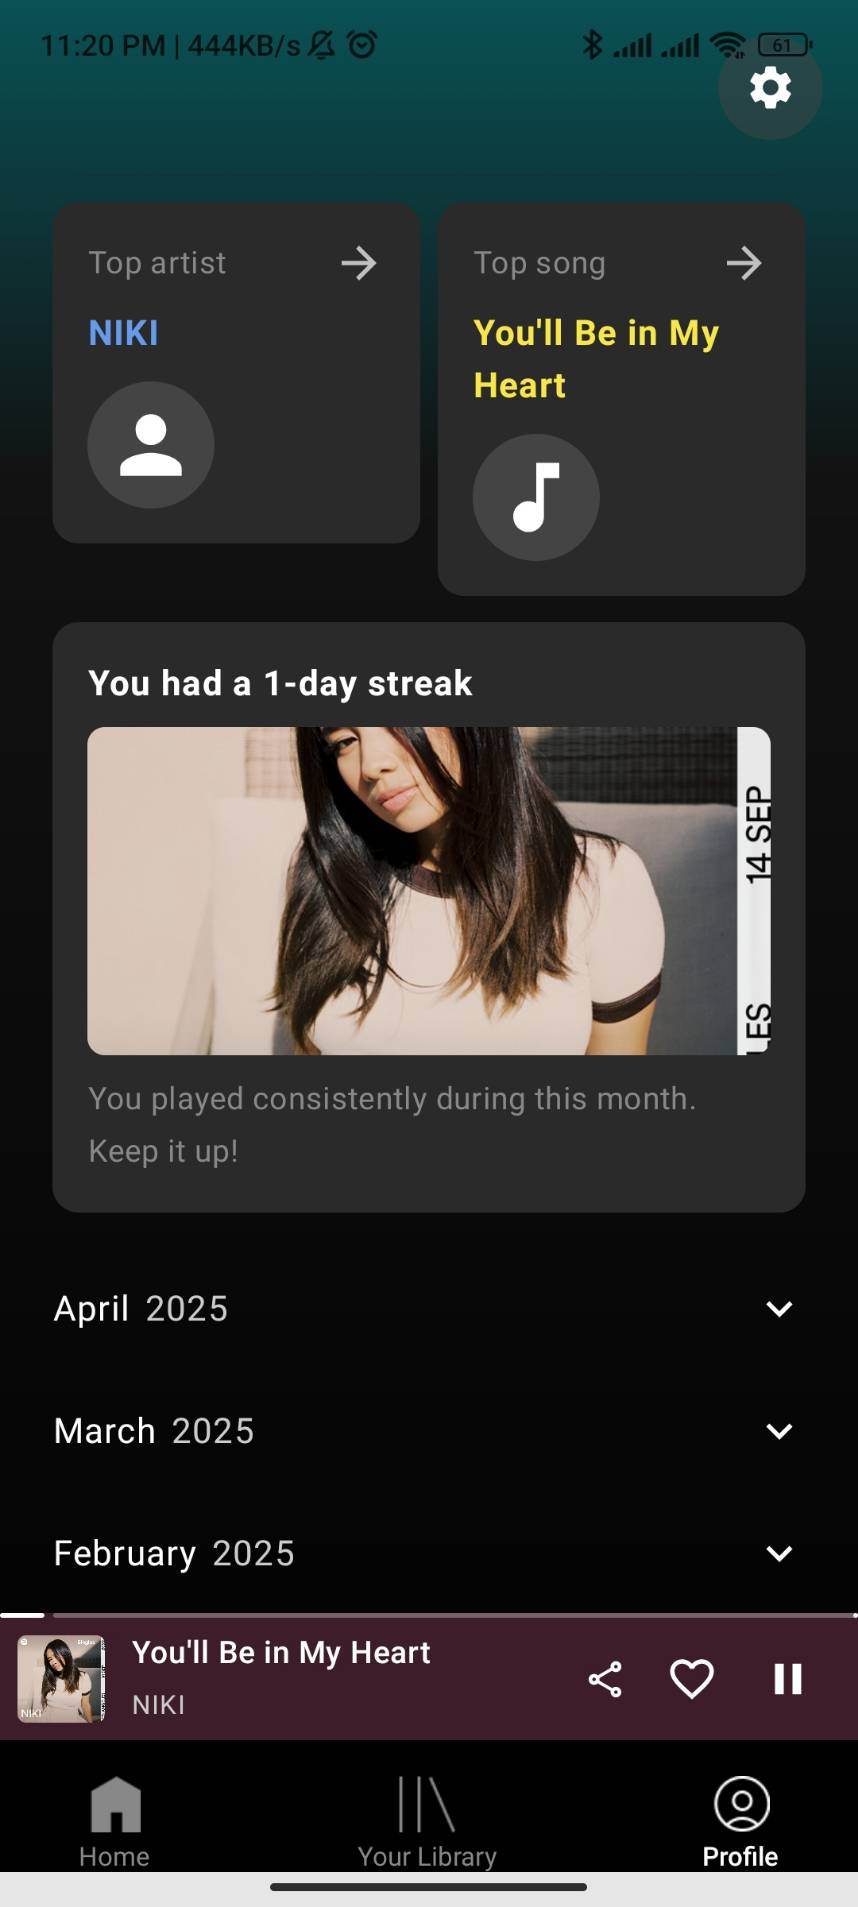 11:20 PM | 444KB/s
61
Top artist
NIKI
Top song
You'll Be in My
Heart
You had a 1-day streak
14 SEP
LES
You played consistently during this month.
Keep it up!
April 2025
March 2025
February 2025
You'll Be in My Heart
NIKI
NIKI
Home
Your Library
Profile